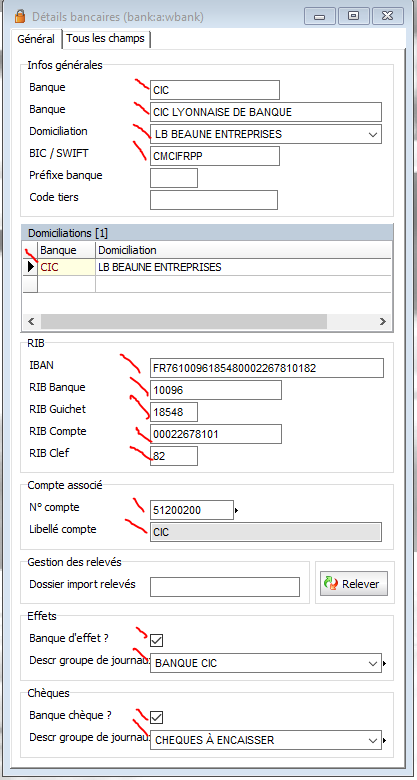 Détails bancaires (bank:a:wbank)
Général Tous les champs
Infos générales
Banque CIC
Banque CIC LYONNAISE DE BANQUE
Domiciliation LB BEAUNE ENTREPRISES
BIC / SWIFT CMCIFRPP
Préfixe banque
Code tiers
Domiciliations [1]
Banque Domiciliation
CIC LB BEAUNE ENTREPRISES
RIB
IBAN FR7610096185480002267810182
RIB Banque 10096
RIB Guichet 18548
RIB Compte 00022678101
RIB Clef 82
Compte associé
N° compte 51200200
Libellé compte CIC
Gestion des relevés
Dossier import relevés Relever
Effets
Banque d'effet ?
Descr groupe de journau BANQUE CIC
Chèques
Banque chèque ?
Descr groupe de journau CHEQUES À ENCAISSER